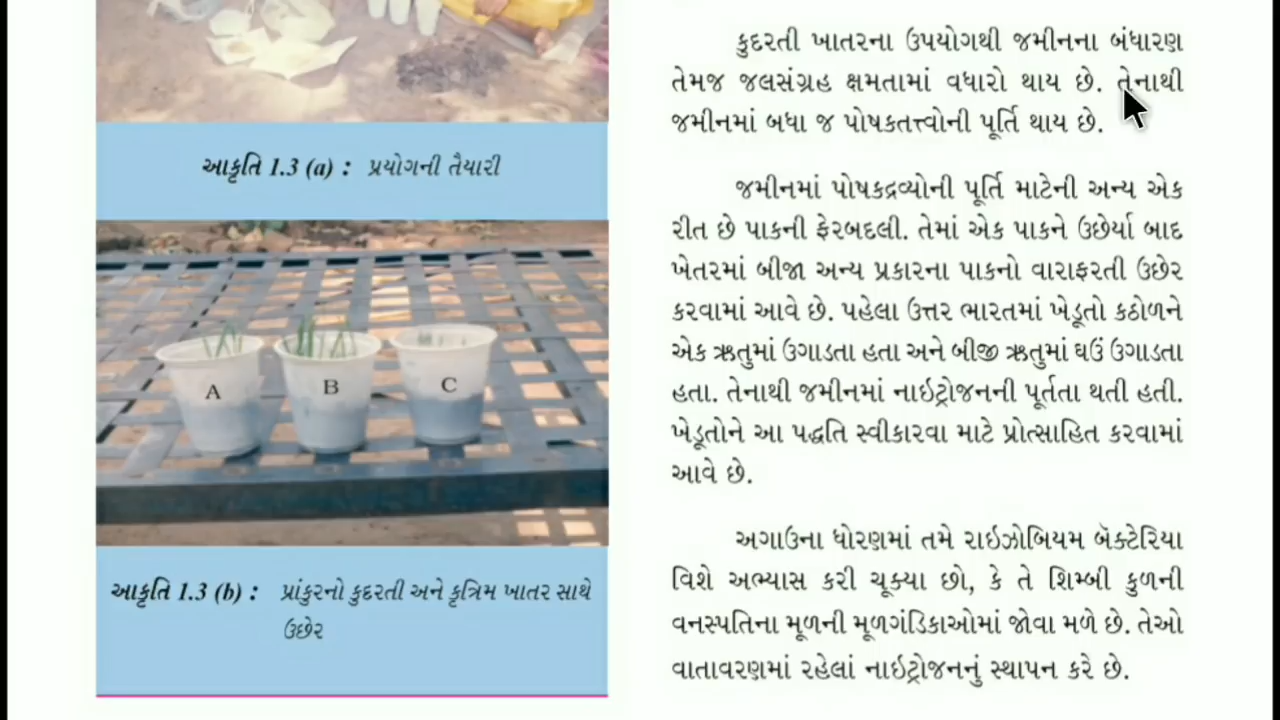 આકૃતિ 1.3 (a) : પ્રયોગની તૈયારી
A B C
આકૃતિ 1.3 (b) : પ્રાંકુરનો કુદરતી અને કૃત્રિમ ખાતર સાથે
ઉછેર
કુદરતી ખાતરના ઉપયોગથી જમીનના બંધારણ
તેમજ જલસંગ્રહ ક્ષમતામાં વધારો થાય છે. તેનાથી
જમીનમાં બધા જ પોષકતત્ત્વોની પૂર્તિ થાય છે.
જમીનમાં પોષકદ્રવ્યોની પૂર્તિ માટેની અન્ય એક
રીત છે પાકની ફેરબદલી. તેમાં એક પાકને ઉછેર્યા બાદ
ખેતરમાં બીજા અન્ય પ્રકારના પાકનો વારાફરતી ઉછેર
કરવામાં આવે છે. પહેલા ઉત્તર ભારતમાં ખેડૂતો કઠોળને
એક ઋતુમાં ઉગાડતા હતા અને બીજી ઋતુમાં ઘઉં ઉગાડતા
હતા. તેનાથી જમીનમાં નાઇટ્રોજનની પૂર્તતા થતી હતી.
ખેડૂતોને આ પદ્ધતિ સ્વીકારવા માટે પ્રોત્સાહિત કરવામાં
આવે છે.
અગાઉના ધોરણમાં તમે રાઇઝોબિયમ બૅક્ટેરિયા
વિશે અભ્યાસ કરી ચૂક્યા છો, કે તે શિમ્બી કુળની
વનસ્પતિના મૂળની મૂળગંડિકાઓમાં જોવા મળે છે. તેઓ
વાતાવરણમાં રહેલાં નાઇટ્રોજનનું સ્થાપન કરે છે.